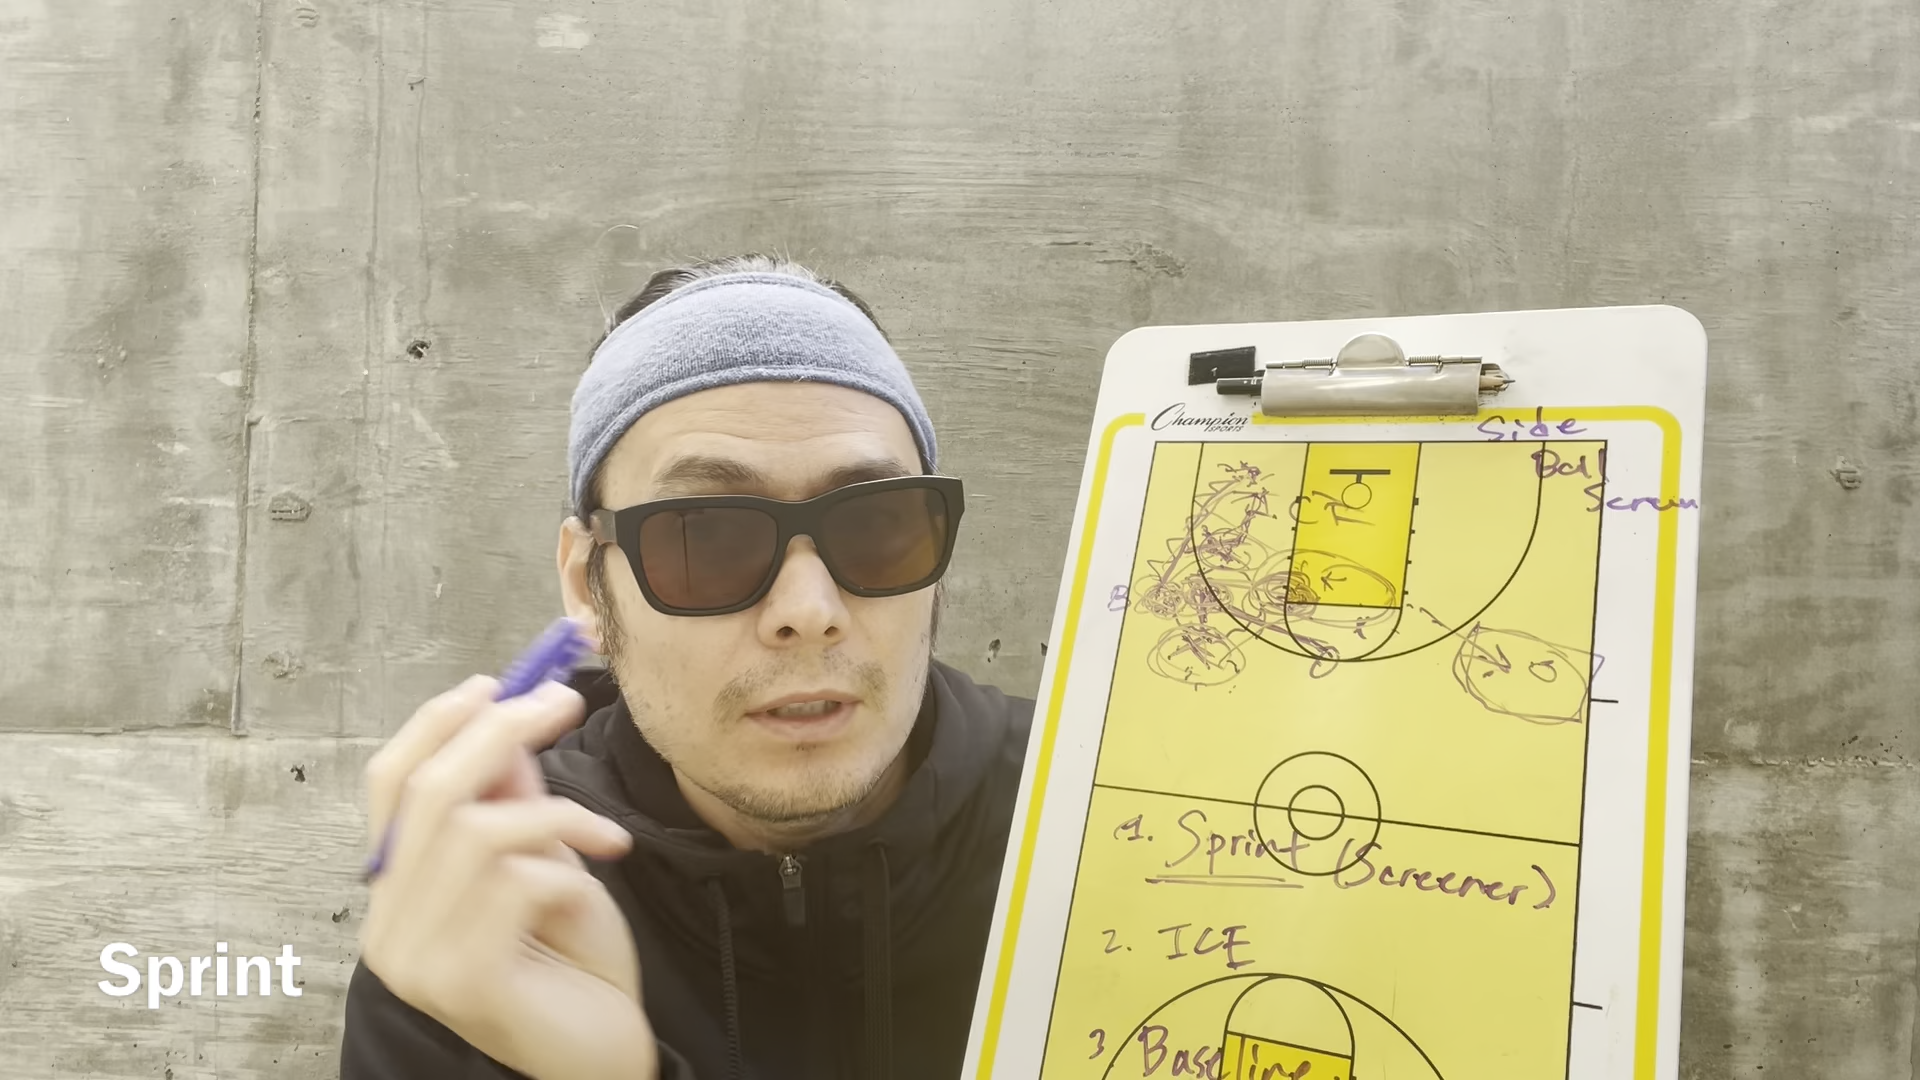 Champion
SPORTS
Side
Ball
Screen
B
1. Sprint (Screener)
2. ICE
3 Baseline
Sprint